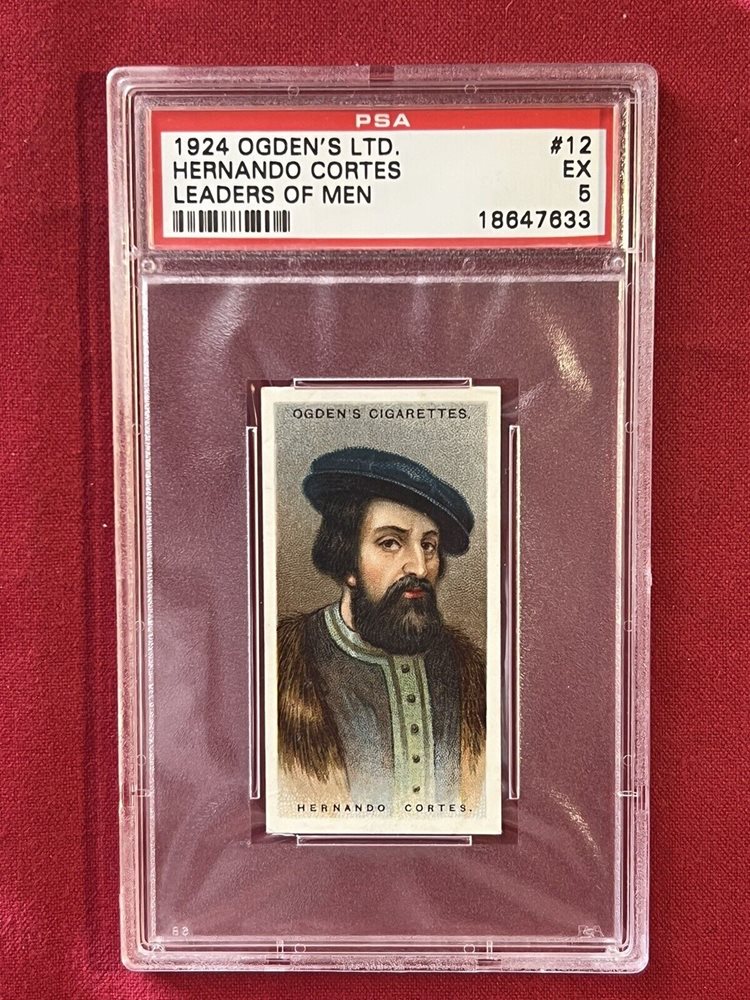 PSA
1924 OGDEN'S LTD. #12
HERNANDO CORTES EX
LEADERS OF MEN 5
18647633
OGDEN'S CIGARETTES.
HERNANDO CORTES.